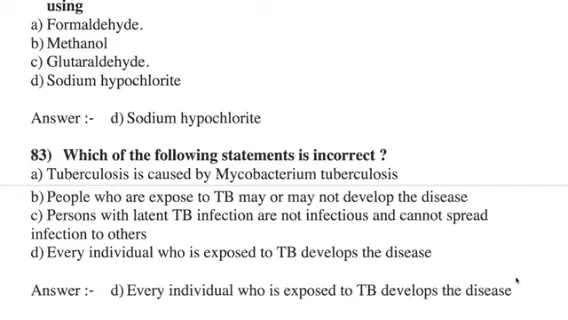 using
a) Formaldehyde.
b) Methanol
c) Glutaraldehyde.
d) Sodium hypochlorite
Answer :- d) Sodium hypochlorite
83) Which of the following statements is incorrect ?
a) Tuberculosis is caused by Mycobacterium tuberculosis
b) People who are expose to TB may or may not develop the disease
c) Persons with latent TB infection are not infectious and cannot spread
infection to others
d) Every individual who is exposed to TB develops the disease
Answer :- d) Every individual who is exposed to TB develops the disease